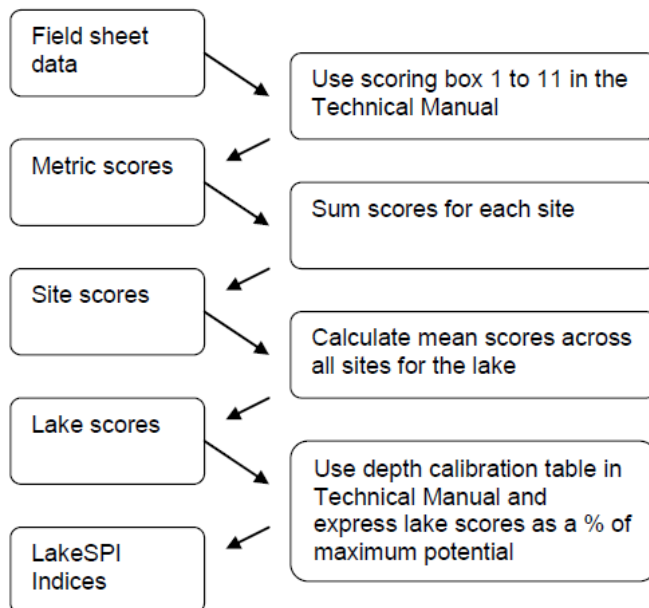 Field sheet
data
Use scoring box 1 to 11 in the
Technical Manual
Metric scores
Sum scores for each site
Site scores
Calculate mean scores across
all sites for the lake
Lake scores
Use depth calibration table in
Technical Manual and
express lake scores as a % of
maximum potential
LakeSPI
Indices